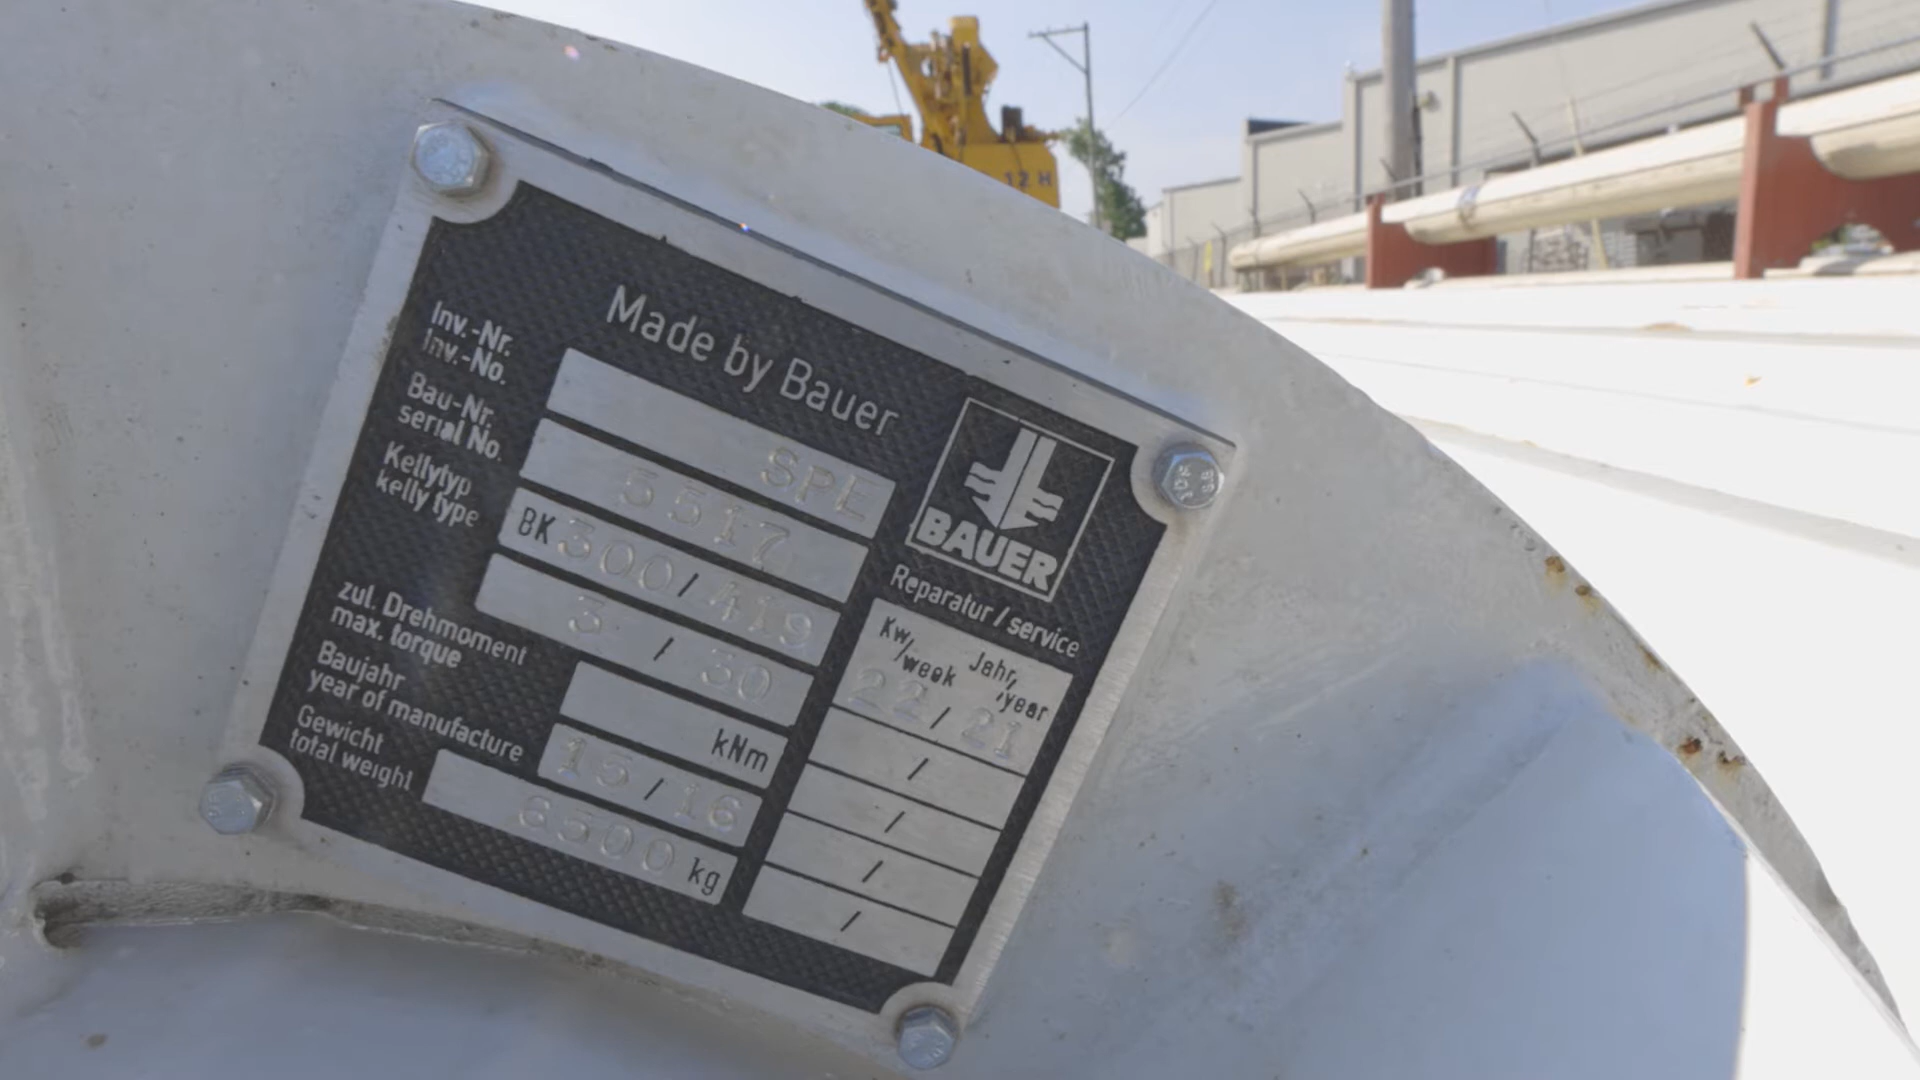 12 H
Made by Bauer
Inv.-Nr.
Inv.-No.
SPE
Bau-Nr.
serial No.
5517
Kellytyp
kelly type
BK 300/419
3 / 30
zul. Drehmoment
max. torque
kNm
Baujahr
year of manufacture
15/16
Gewicht
total weight
6500 kg
BAUER
Reparatur / service
Kw/week Jahr/year
22/21
/
/
/
/